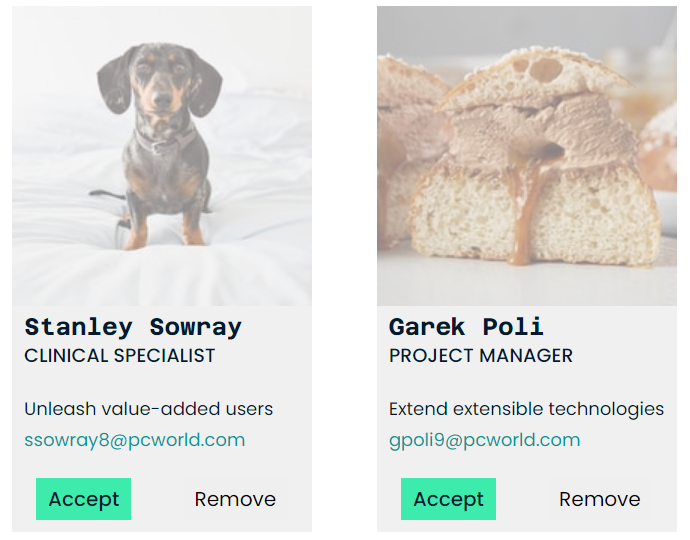 Stanley Sowray
CLINICAL SPECIALIST
Unleash value-added users
ssowray8@pcworld.com
Accept
Remove
Garek Poli
PROJECT MANAGER
Extend extensible technologies
gpoli9@pcworld.com
Accept
Remove